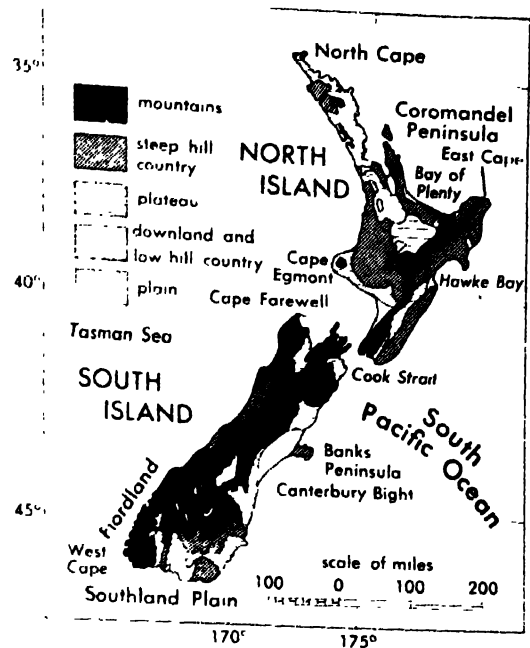 35°
North Cape
mountains
steep hill
country
plateau
downland and
low hill country
plain
NORTH
ISLAND
Coromandel
Peninsula
East Cape
Bay of
Plenty
Cape
Egmont
40°
Hawke Bay
Cape Farewell
Tasman Sea
Cook Strait
SOUTH
ISLAND
South
Pacific Ocean
Banks
Peninsula
Canterbury Bight
Fiordland
45°
West
Cape
scale of miles
100 0 100 200
Southland Plain
170°
175°